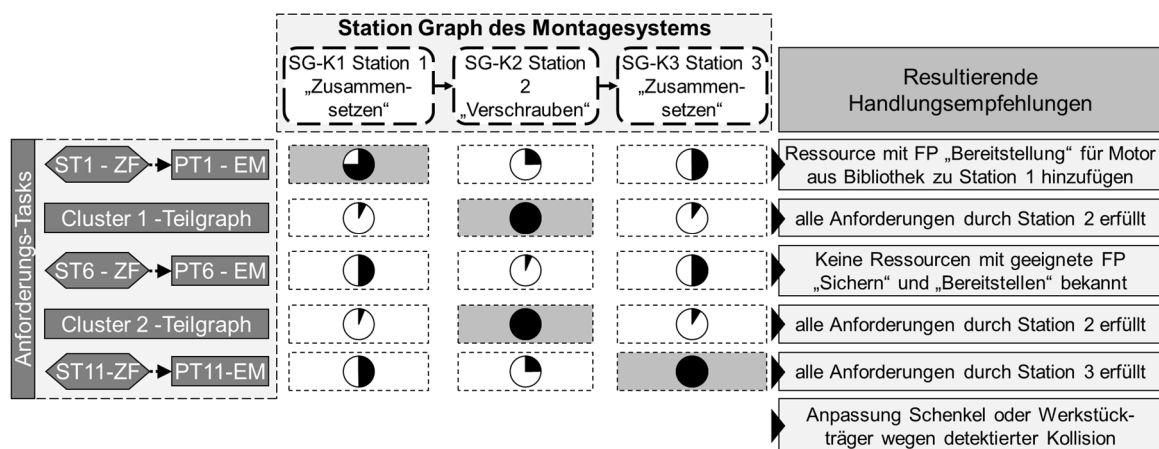 Station Graph des Montagesystems
SG-K1 Station 1
„Zusammen-
setzen“
SG-K2 Station
2
„Verschrauben“
SG-K3 Station 3
„Zusammen-
setzen“
Resultierende
Handlungsempfehlungen
Anforderungs-Tasks
ST1 - ZF
PT1 - EM
Ressource mit FP „Bereitstellung“ für Motor
aus Bibliothek zu Station 1 hinzufügen
Cluster 1 -Teilgraph
alle Anforderungen durch Station 2 erfüllt
ST6 - ZF
PT6 - EM
Keine Ressourcen mit geeignete FP
„Sichern“ und „Bereitstellen“ bekannt
Cluster 2 -Teilgraph
alle Anforderungen durch Station 2 erfüllt
ST11-ZF
PT11-EM
alle Anforderungen durch Station 3 erfüllt
Anpassung Schenkel oder Werkstück-
träger wegen detektierter Kollision